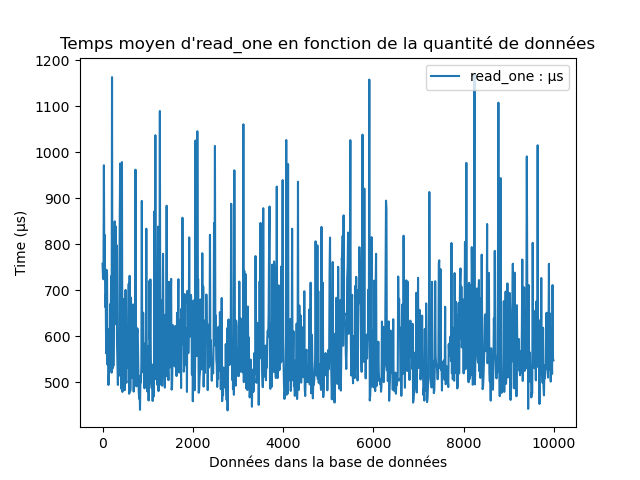 Temps moyen d'read_one en fonction de la quantité de données
read_one : µs
1200
1100
1000
900
800
700
600
500
Time (µs)
0 2000 4000 6000 8000 10000
Données dans la base de données